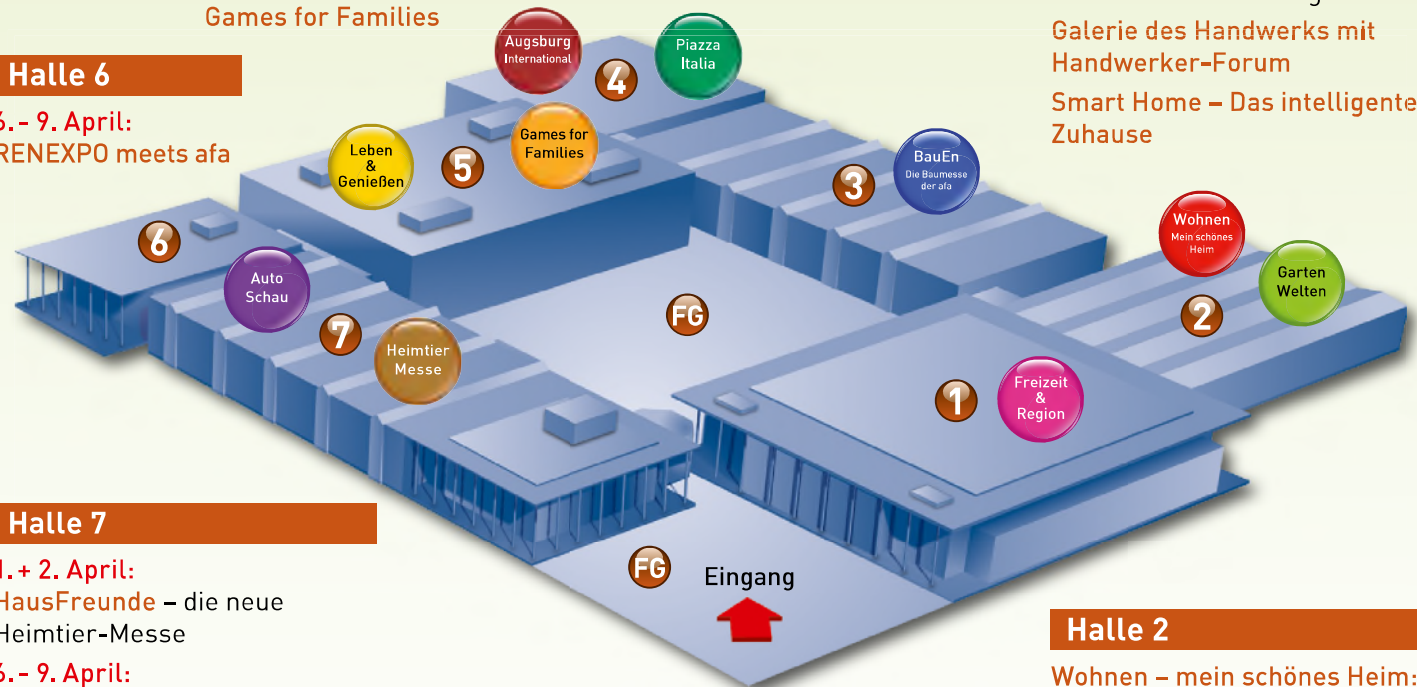 Games for Families
Halle 6
6.- 9. April:
RENEXPO meets afa
Galerie des Handwerks mit
Handwerker-Forum
Smart Home – Das intelligente
Zuhause
Augsburg
International
4
Piazza
Italia
Leben
&
Genießen
5
Games for
Families
3
BauEn
Die Baumesse
der afa
6
Auto
Schau
7
Heimtier
Messe
FG
Wohnen
Mein schönes
Heim
2
Garten
Welten
1
Freizeit
&
Region
FG
Eingang
Halle 7
1. + 2. April:
HausFreunde – die neue
Heimtier-Messe
6.- 9. April:
Halle 2
Wohnen – mein schönes Heim: